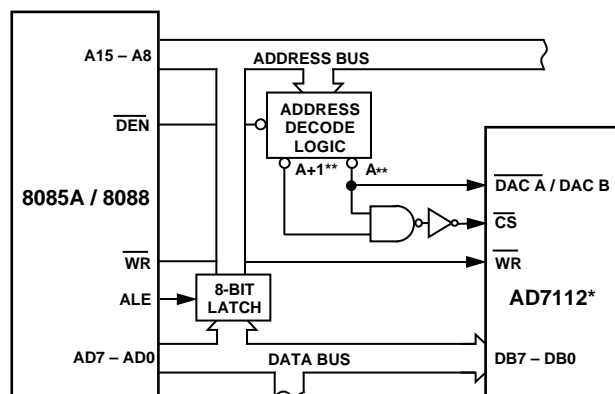 A15 – A8
ADDRESS BUS
DEN
ADDRESS
DECODE
LOGIC
A+1**
A**
8085A / 8088
DAC A / DAC B
CS
WR
WR
ALE
8-BIT
LATCH
AD7112*
AD7 – AD0
DATA BUS
DB7 – DB0